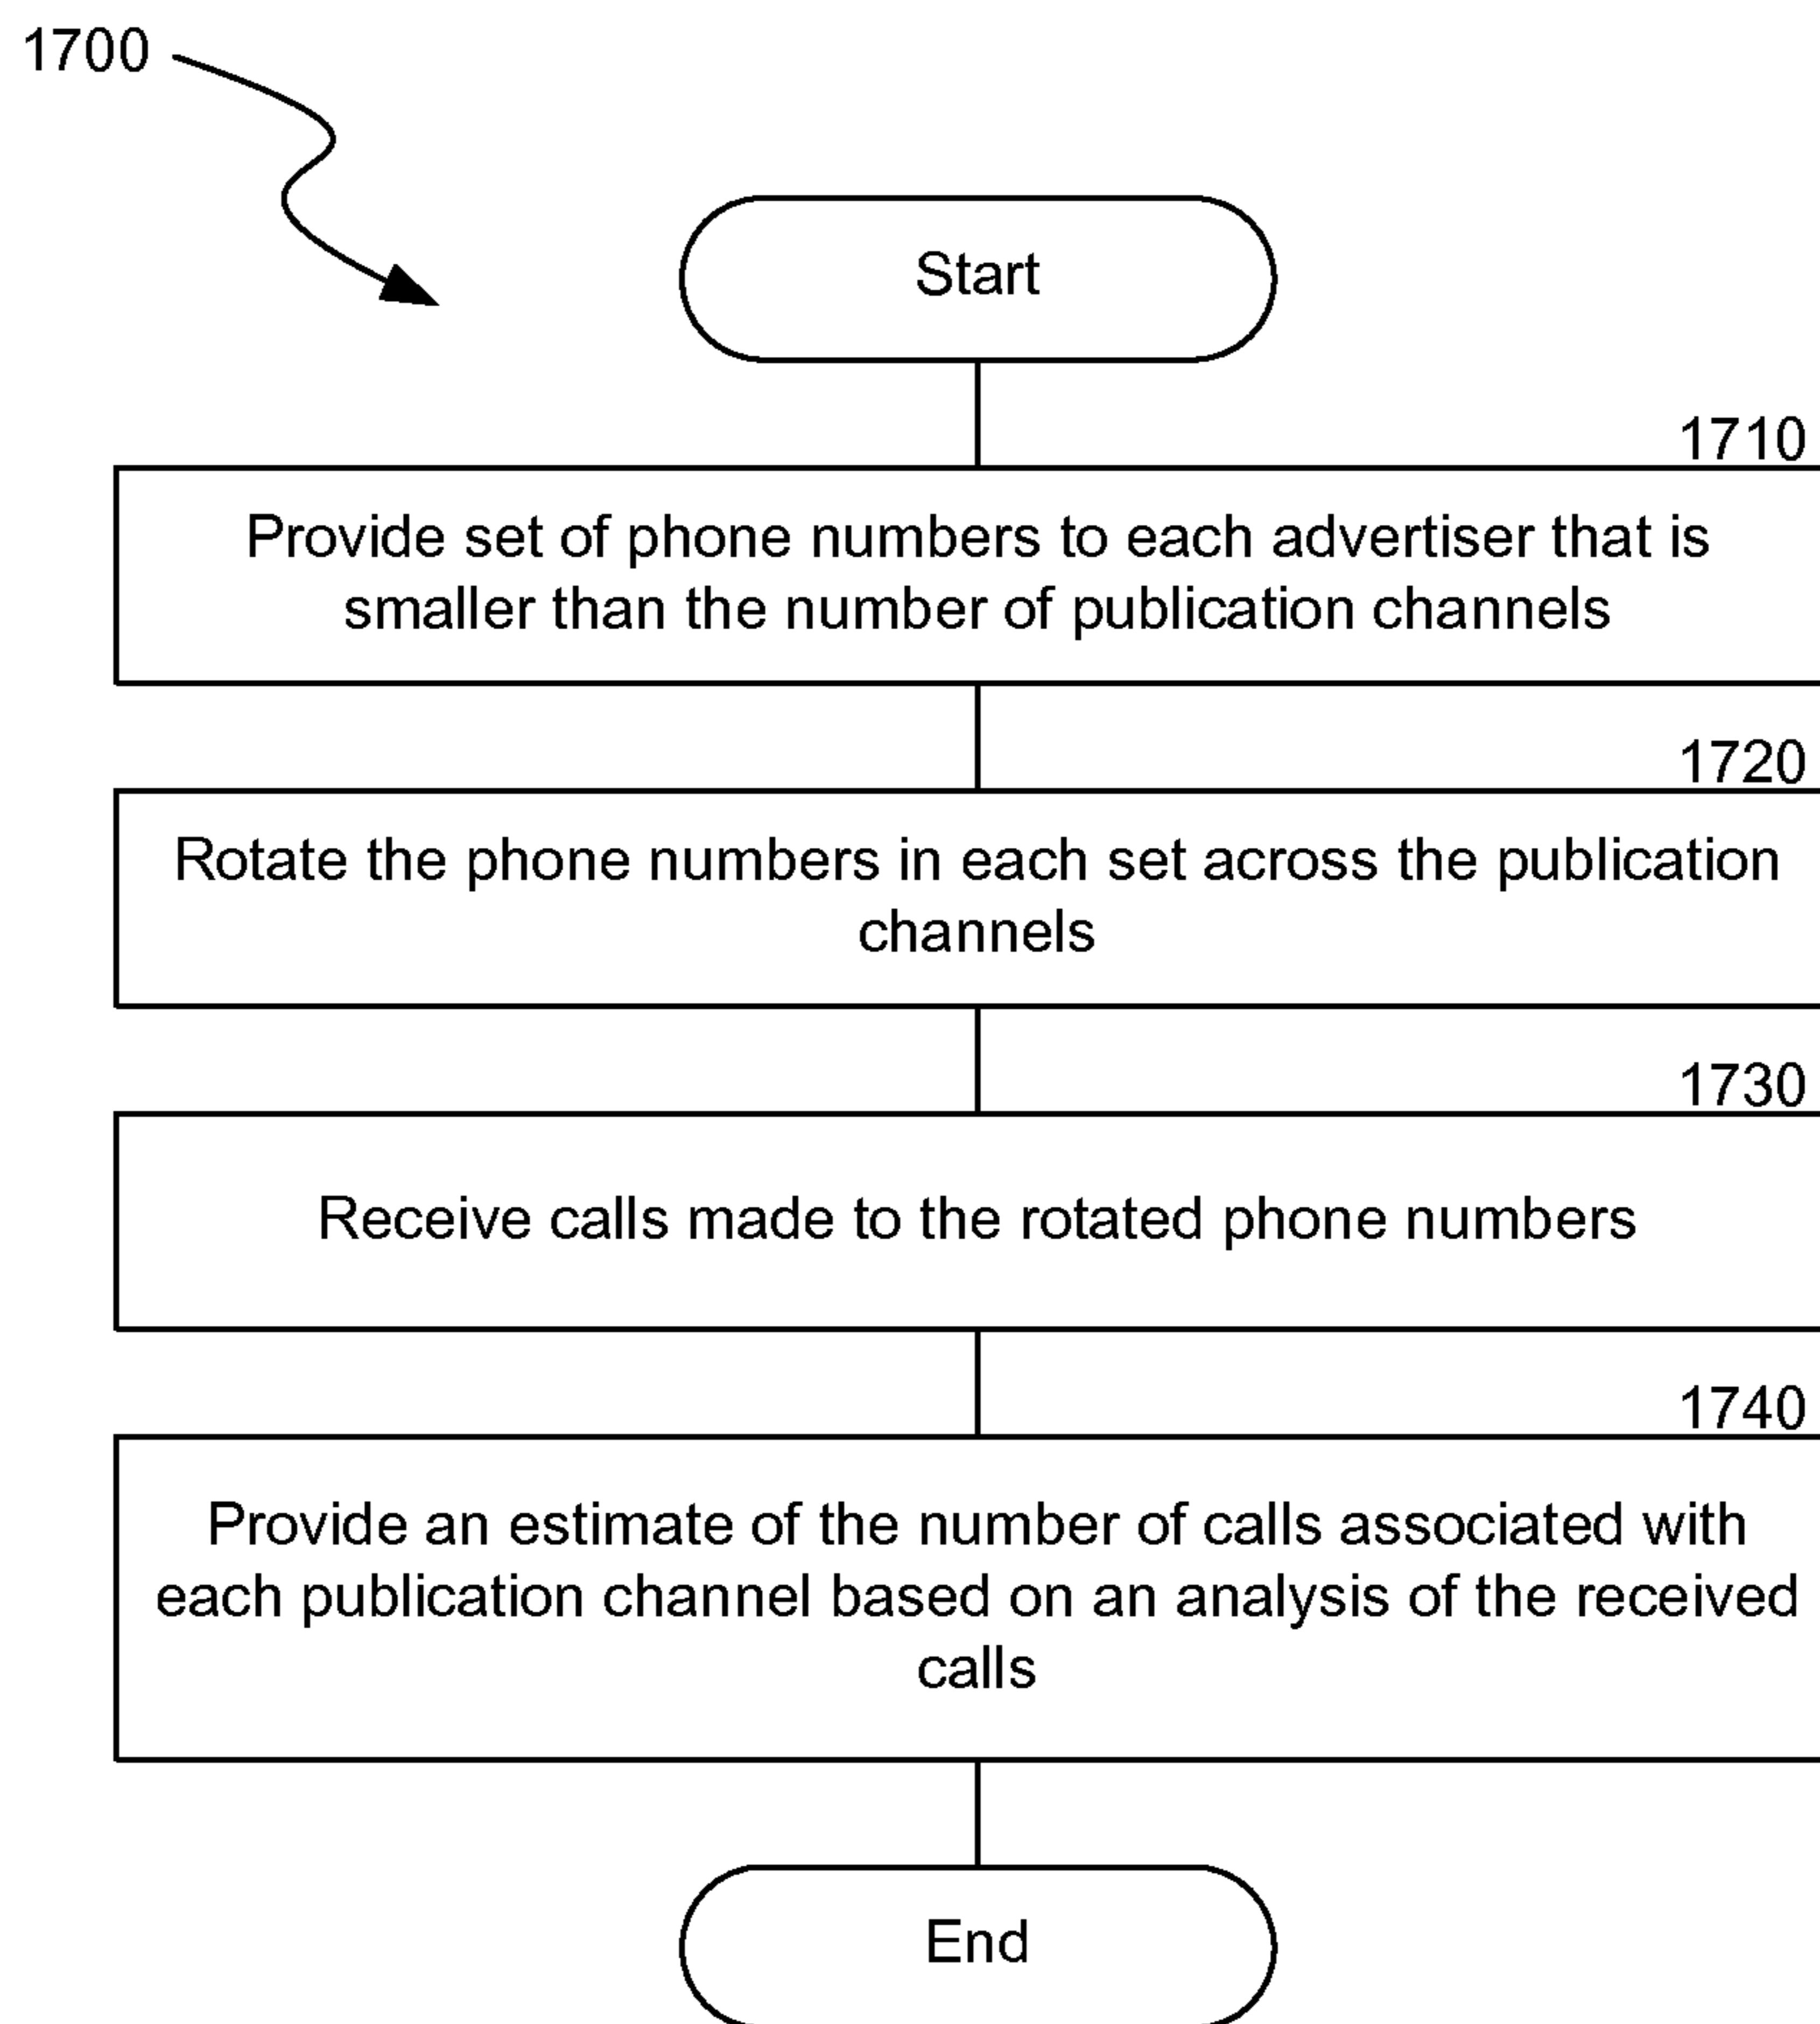 1700
Start
1710
Provide set of phone numbers to each advertiser that is
smaller than the number of publication channels
1720
Rotate the phone numbers in each set across the publication
channels
1730
Receive calls made to the rotated phone numbers
1740
Provide an estimate of the number of calls associated with
each publication channel based on an analysis of the received
calls
End